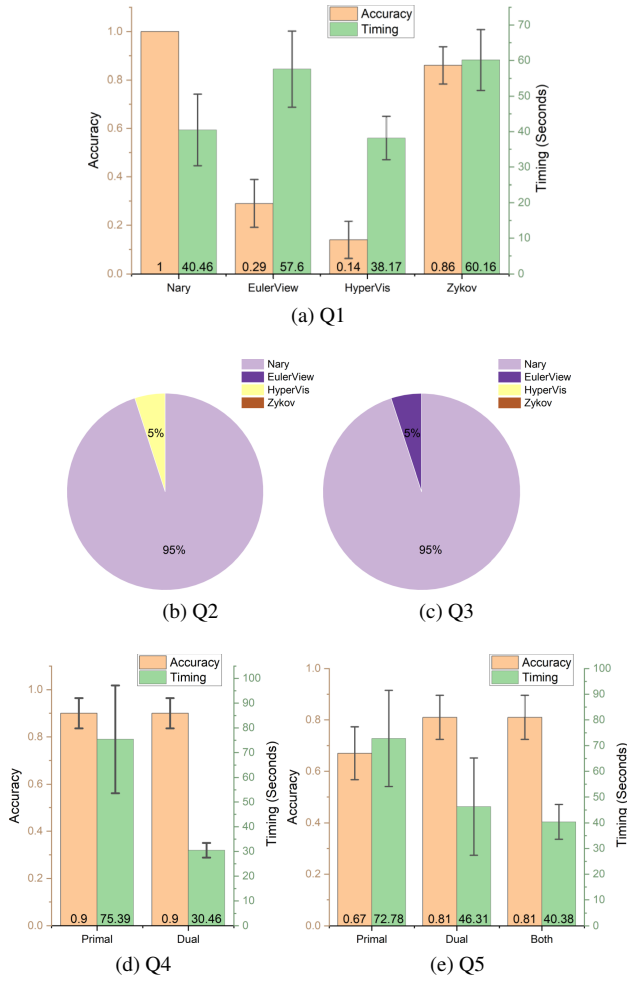 Accuracy
Timing
Accuracy
Timing (Seconds)
1.0
0.8
0.6
0.4
0.2
0.0
70
60
50
40
30
20
10
0
1 40.46 0.29 57.6 0.14 38.17 0.86 60.16
Nary EulerView HyperVis Zykov
(a) Q1
Nary
EulerView
HyperVis
Zykov
5%
95%
(b) Q2
Nary
EulerView
HyperVis
Zykov
5%
95%
(c) Q3
Accuracy
Timing
Accuracy
Timing (Seconds)
1.0
0.8
0.6
0.4
0.2
0.0
100
90
80
70
60
50
40
30
20
10
0
0.9 75.39 0.9 30.46
Primal Dual
(d) Q4
Accuracy
Timing
Accuracy
Timing (Seconds)
1.0
0.8
0.6
0.4
0.2
0.0
100
90
80
70
60
50
40
30
20
10
0
0.67 72.78 0.81 46.31 0.81 40.38
Primal Dual Both
(e) Q5